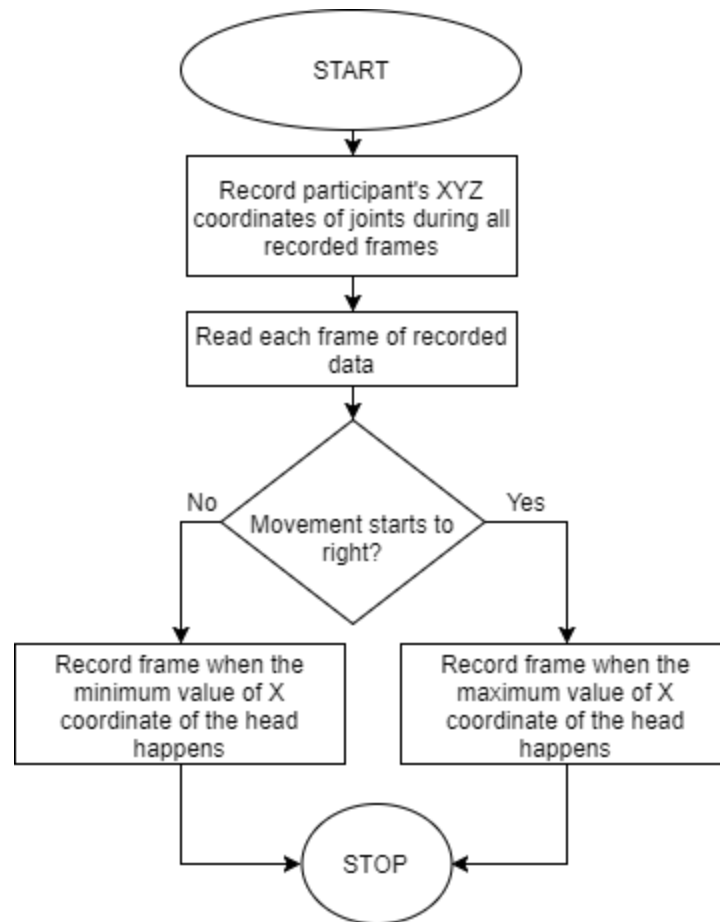 START
Record participant's XYZ
coordinates of joints during all
recorded frames
Read each frame of recorded
data
No
Yes
Movement starts to
right?
Record frame when the
minimum value of X
coordinate of the head
happens
Record frame when the
maximum value of X
coordinate of the head
happens
STOP